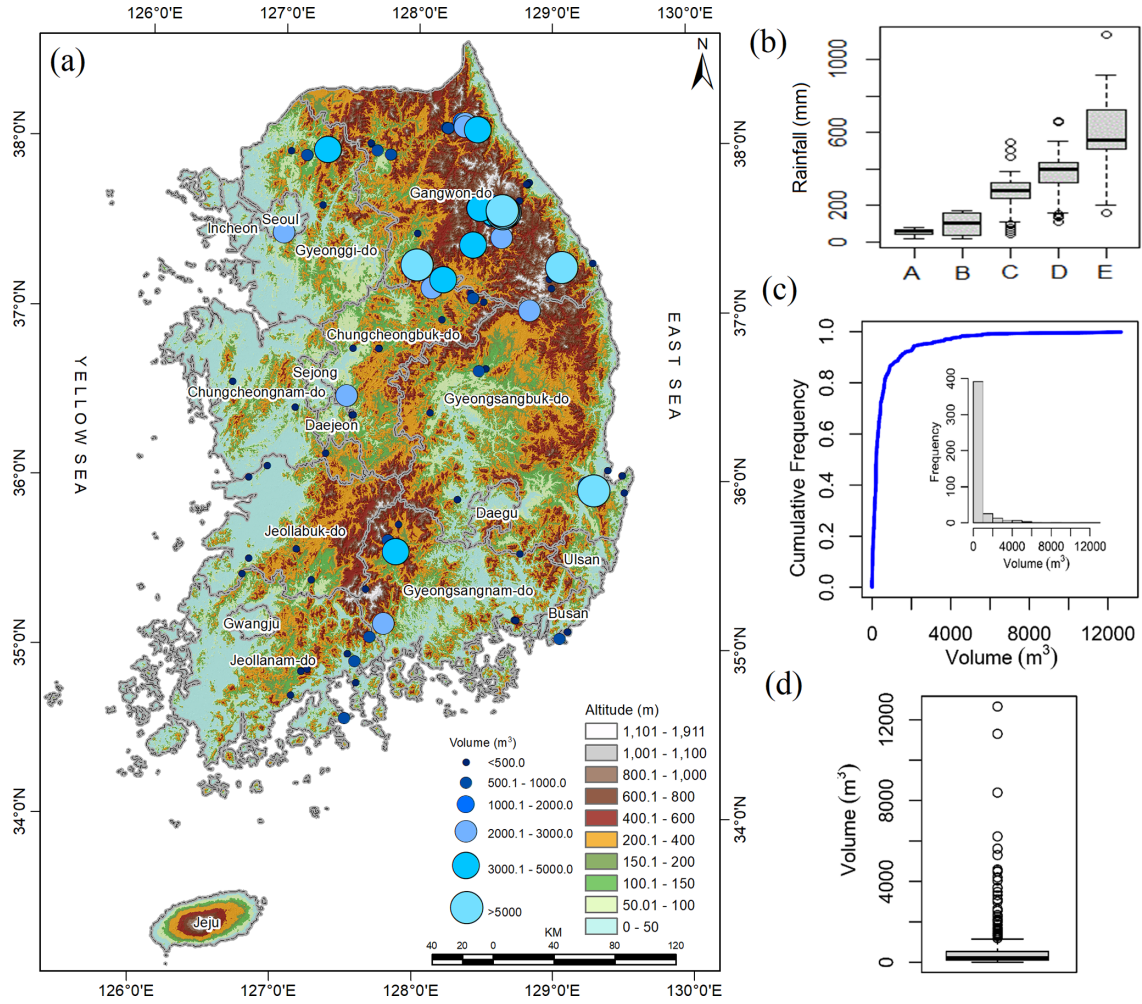 126°0'E 127°0'E 128°0'E 129°0'E
(a)
N
38°0'N
37°0'N
36°0'N
35°0'N
34°0'N
38°0'N
37°0'N
36°0'N
35°0'N
34°0'N
Gangwon-do
Seoul
Incheon
Gyeonggi-do
Chungcheongbuk-do
Sejong
Chungcheongnam-do
Gyeongsangbuk-do
Daejeon
Daegu
Jeollabuk-do
Ulsan
Gyeongsangnam-do
Busan
Gwangju
Jeollanam-do
Jeju
YELLOW SEA
EAST SEA
Volume (m³)
<500.0
500.1 - 1000.0
1000.1 - 2000.0
2000.1 - 3000.0
3000.1 - 5000.0
>5000
Altitude (m)
1,101 - 1,911
1,001 - 1,100
800.1 - 1,000
600.1 - 800
400.1 - 600
200.1 - 400
150.1 - 200
100.1 - 150
50.01 - 100
0 - 50
KM
40 20 0 40 80 120
126°0'E 127°0'E 128°0'E 129°0'E 130°0'E
(b)
Rainfall (mm)
1000
600
200
0
A B C D E
(c)
Cumulative Frequency
1.0
0.8
0.6
0.4
0.2
0.0
Frequency
400
300
200
100
0
0 4000 8000 12000
Volume (m³)
0 4000 8000 12000
Volume (m³)
(d)
Volume (m³)
12000
8000
4000
0